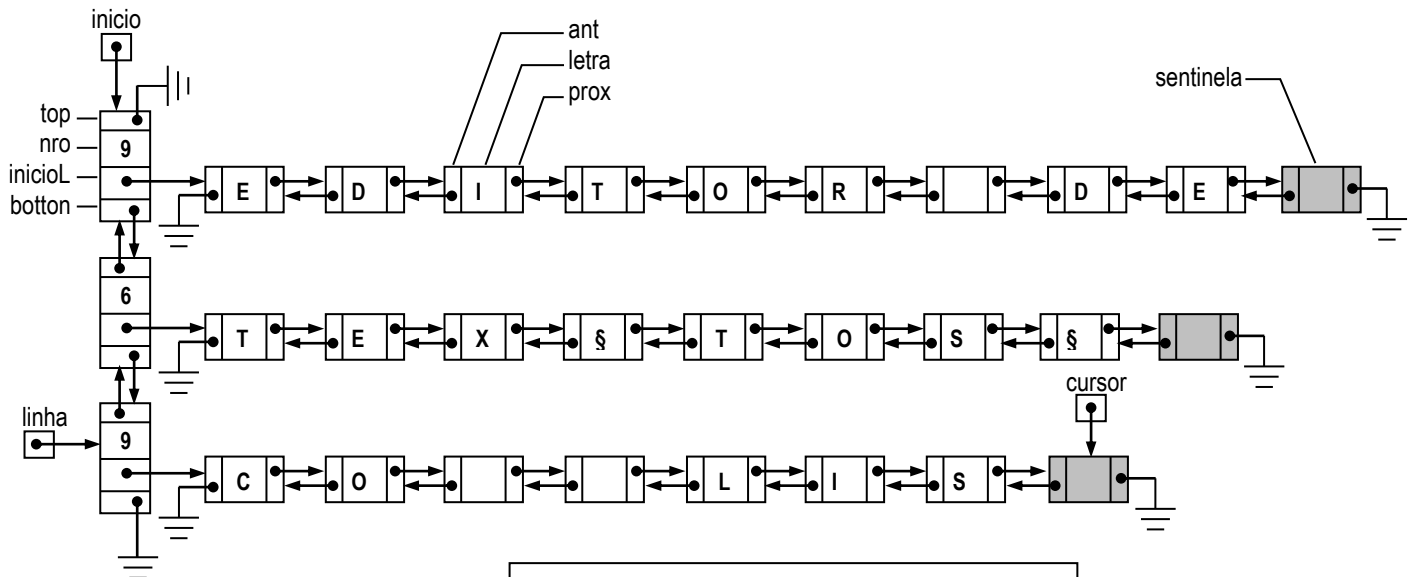 inicio
ant
letra
prox
sentinela
top
nro
inicioL
botton
9
E D I T O R D E
6
T E X § T O S §
cursor
linha
9
C O L I S